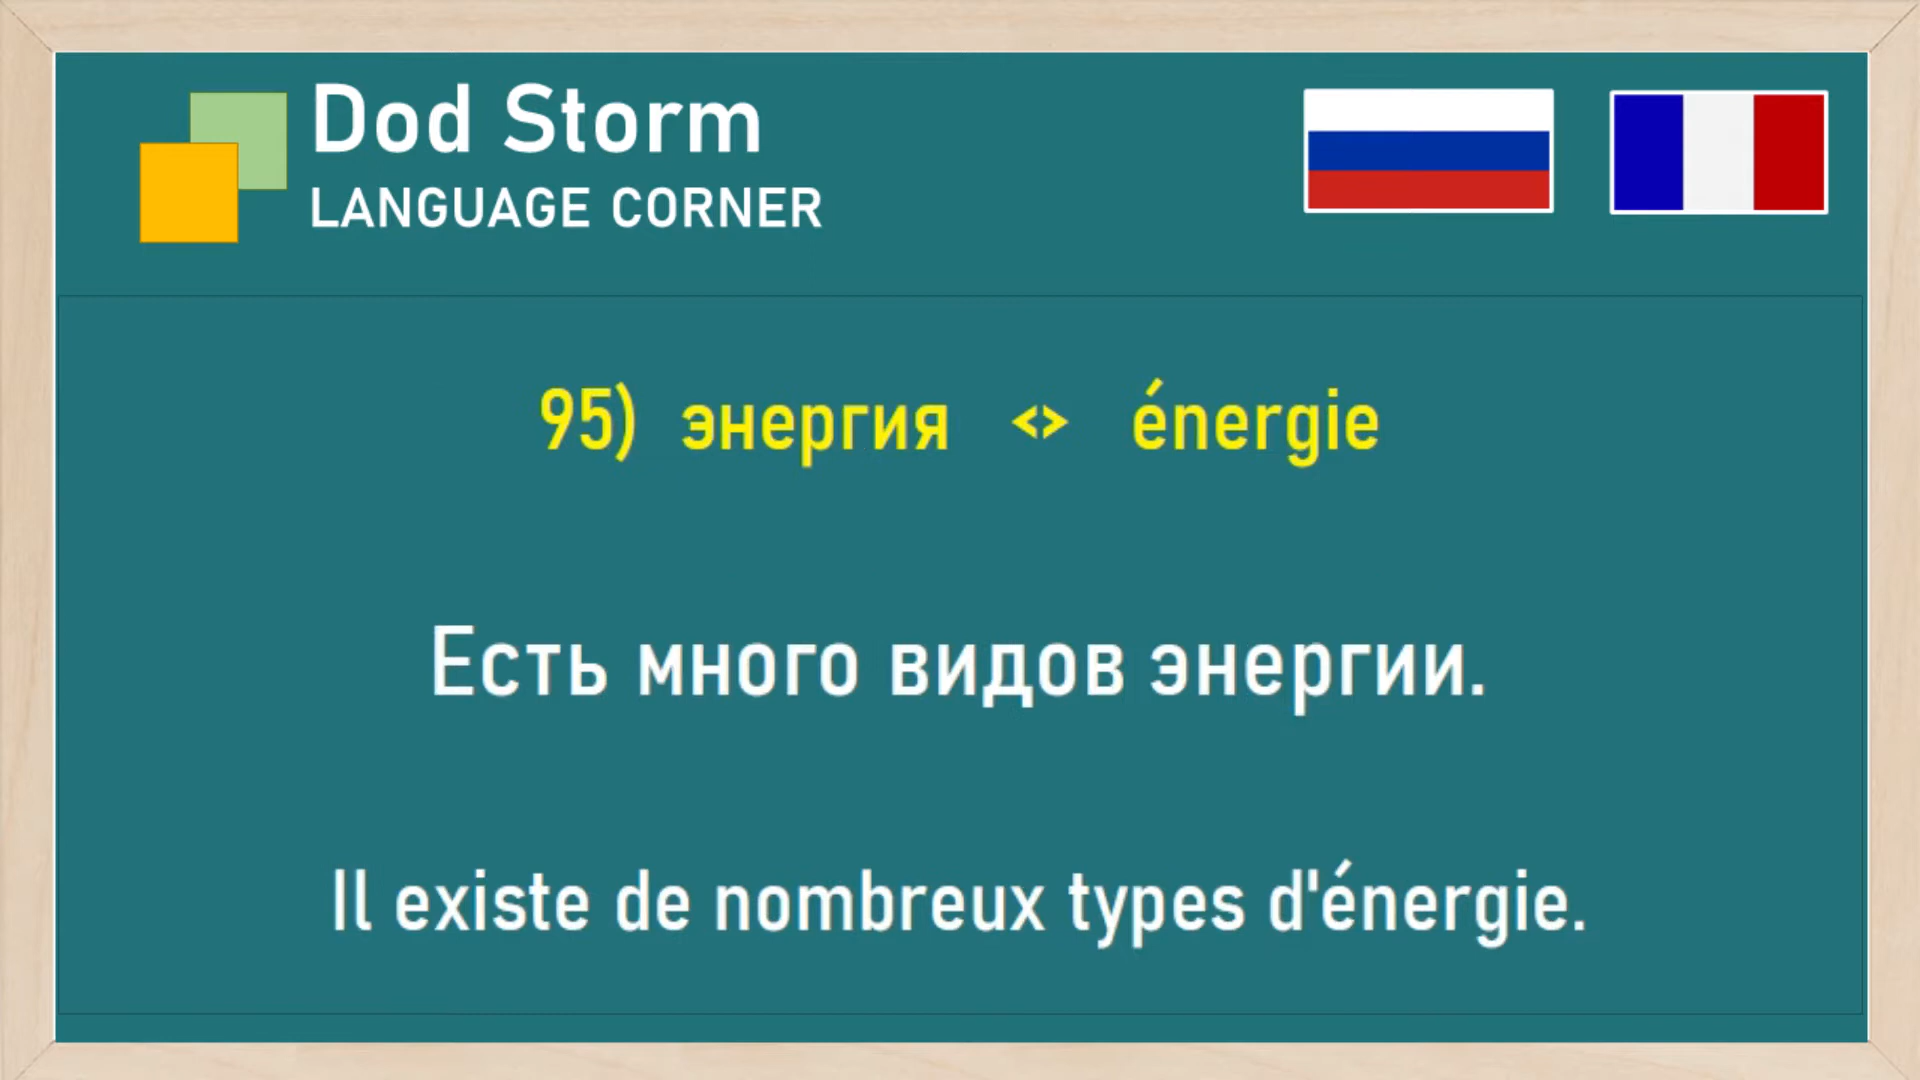 Dod Storm
LANGUAGE CORNER
95) энергия <> énergie
Есть много видов энергии.
Il existe de nombreux types d'énergie.